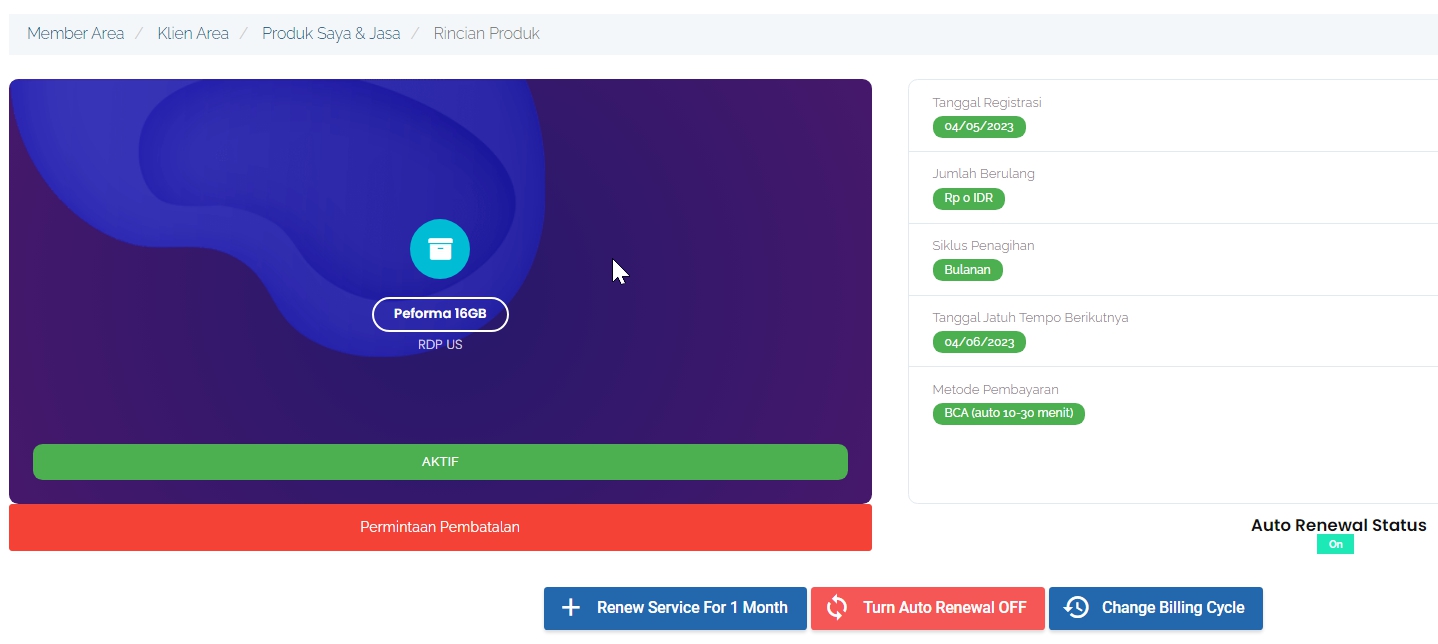 Member Area / Klien Area / Produk Saya & Jasa / Rincian Produk
Peforma 16GB
RDP US
AKTIF
Permintaan Pembatalan
Tanggal Registrasi
04/05/2023
Jumlah Berulang
Rp 0 IDR
Siklus Penagihan
Bulanan
Tanggal Jatuh Tempo Berikutnya
04/06/2023
Metode Pembayaran
BCA (auto 10-30 menit)
Auto Renewal Status
On
Renew Service For 1 Month
Turn Auto Renewal OFF
Change Billing Cycle